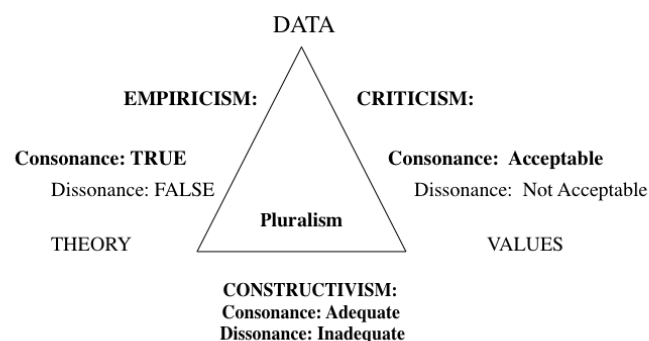 DATA
EMPIRICISM:
CRITICISM:
Consonance: TRUE
Consonance: Acceptable
Dissonance: FALSE
Dissonance: Not Acceptable
Pluralism
THEORY
VALUES
CONSTRUCTIVISM:
Consonance: Adequate
Dissonance: Inadequate